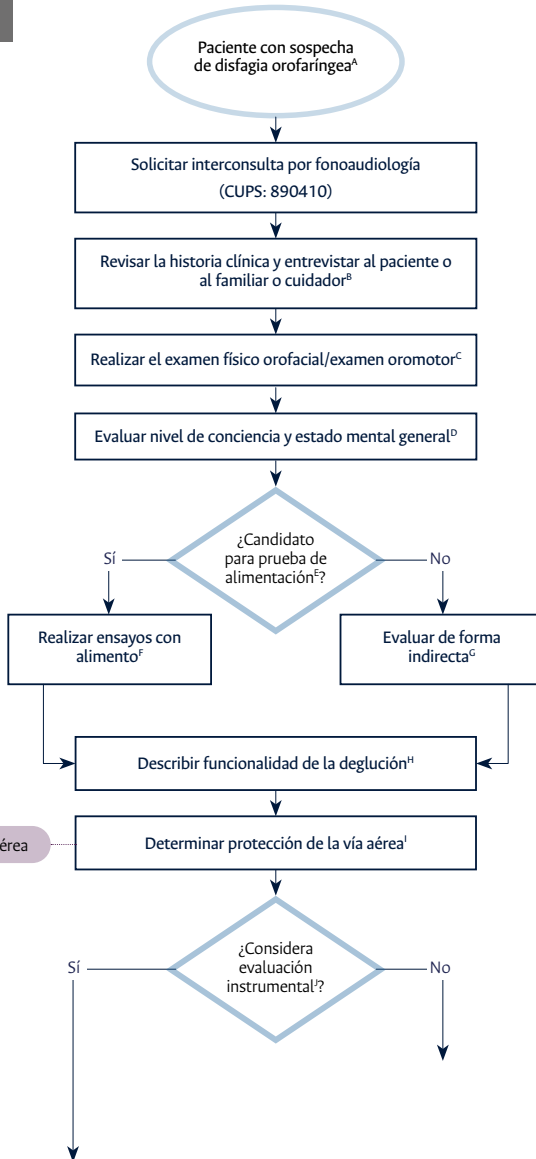 Paciente con sospecha
de disfagia orofaríngeaᴬ
Solicitar interconsulta por fonoaudiología
(CUPS: 890410)
Revisar la historia clínica y entrevistar al paciente o
al familiar o cuidadorᴮ
Realizar el examen físico orofacial/examen oromotorᶜ
Evaluar nivel de conciencia y estado mental generalᴰ
¿Candidato
para prueba de
alimentaciónᴱ?
Sí
No
Realizar ensayos con
alimentoF
Evaluar de forma
indirectaᴳ
Describir funcionalidad de la degluciónᴴ
érea
Determinar protección de la vía aéreaᴵ
¿Considera
evaluación
instrumentalᴶ?
Sí
No